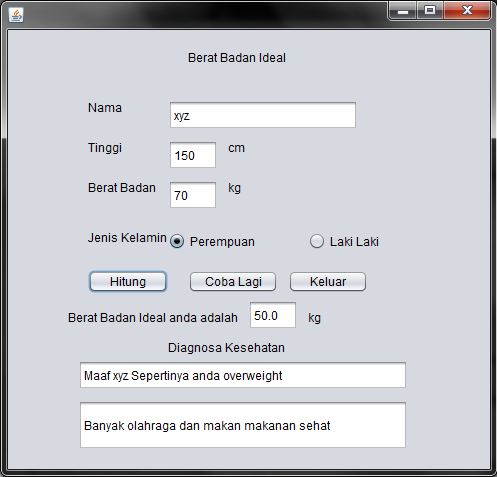 Berat Badan Ideal
Nama xyz
Tinggi 150 cm
Berat Badan 70 kg
Jenis Kelamin Perempuan Laki Laki
Hitung Coba Lagi Keluar
Berat Badan Ideal anda adalah 50.0 kg
Diagnosa Kesehatan
Maaf xyz Sepertinya anda overweight
Banyak olahraga dan makan makanan sehat